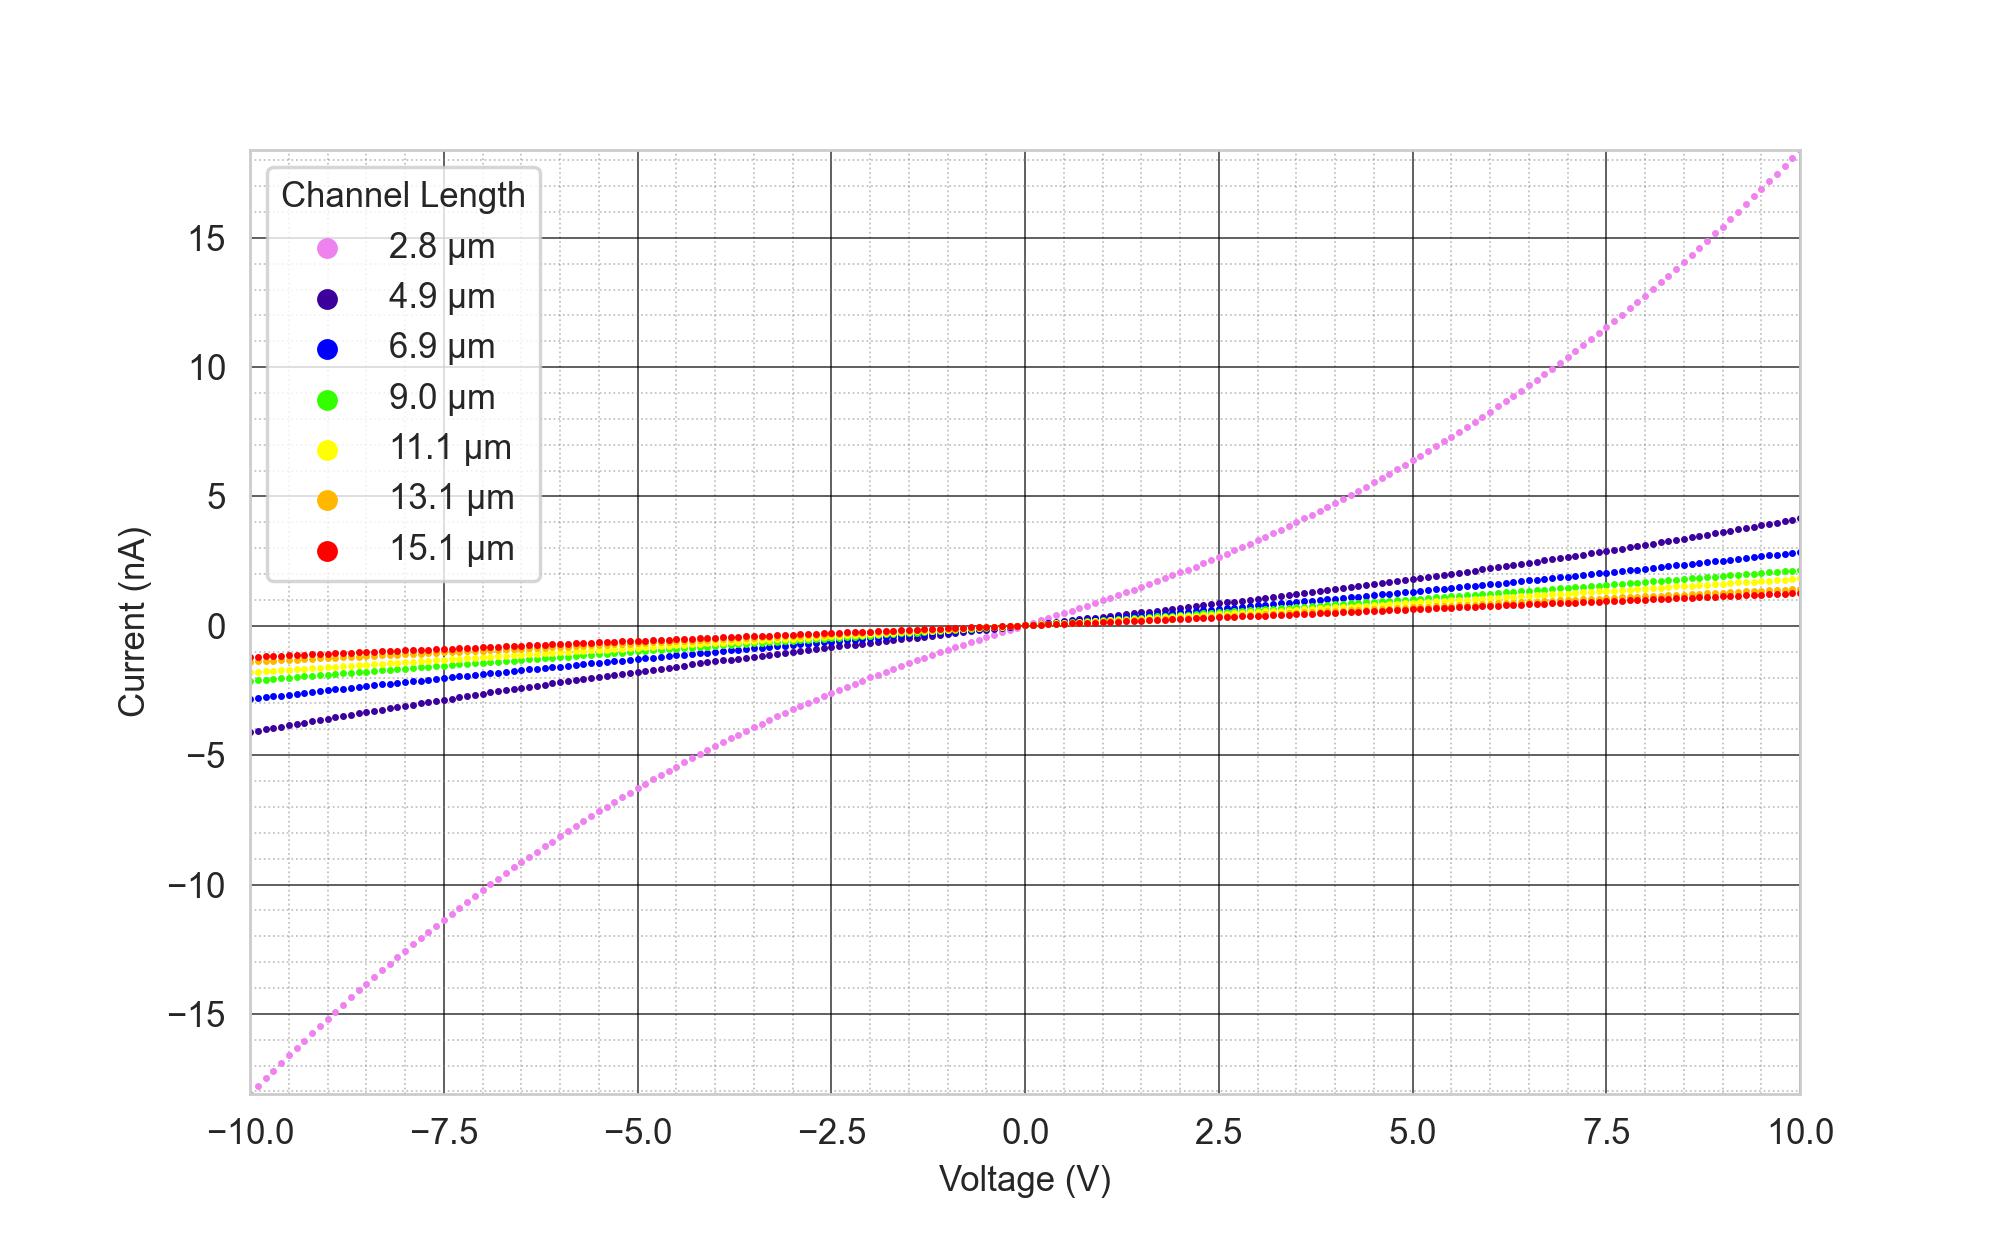 Channel Length
2.8 µm
4.9 µm
6.9 µm
9.0 µm
11.1 µm
13.1 µm
15.1 µm
15
10
5
0
−5
−10
−15
Current (nA)
−10.0 −7.5 −5.0 −2.5 0.0 2.5 5.0 7.5 10.0
Voltage (V)